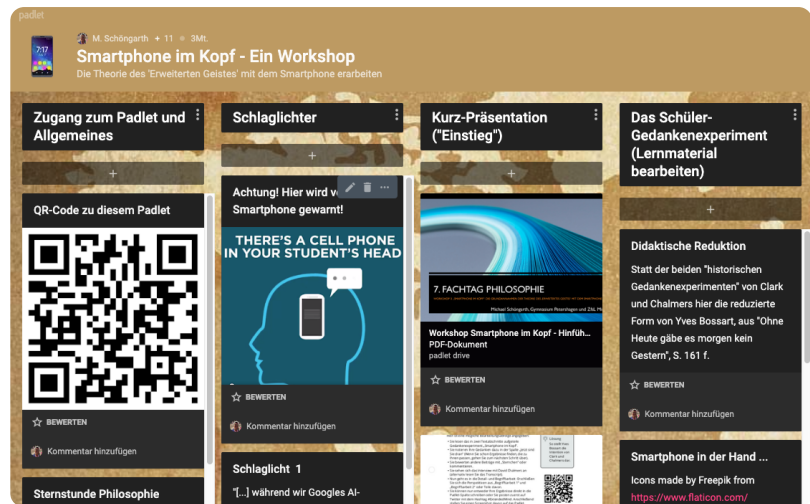 padlet
M. Schöngarth + 11 3Mt.
Smartphone im Kopf - Ein Workshop
Die Theorie des 'Erweiterten Geistes' mit dem Smartphone erarbeiten
Zugang zum Padlet und
Allgemeines
+
QR-Code zu diesem Padlet
BEWERTEN
Kommentar hinzufügen
Sternstunde Philosophie
Schlaglichter
+
Achtung! Hier wird
Smartphone gewarnt!
THERE'S A CELL PHONE
IN YOUR STUDENT'S HEAD
BEWERTEN
Kommentar hinzufügen
Schlaglicht 1
"[...] während wir Googles AI-
Kurz-Präsentation
("Einstieg")
+
7. FACHTAG PHILOSOPHIE
Workshop Smartphone im Kopf - Hinfüh...
PDF-Dokument
padlet drive
BEWERTEN
Kommentar hinzufügen
Das Schüler-
Gedankenexperiment
(Lernmaterial
bearbeiten)
+
Didaktische Reduktion
Statt der beiden "historischen
Gedankenexperimenten" von Clark
und Chalmers hier die reduzierte
Form von Yves Bossart, aus "Ohne
Heute gäbe es morgen kein
Gestern", S. 161 f.
BEWERTEN
Kommentar hinzufügen
Smartphone in der Hand ...
Icons made by Freepik from
https://www.flaticon.com/